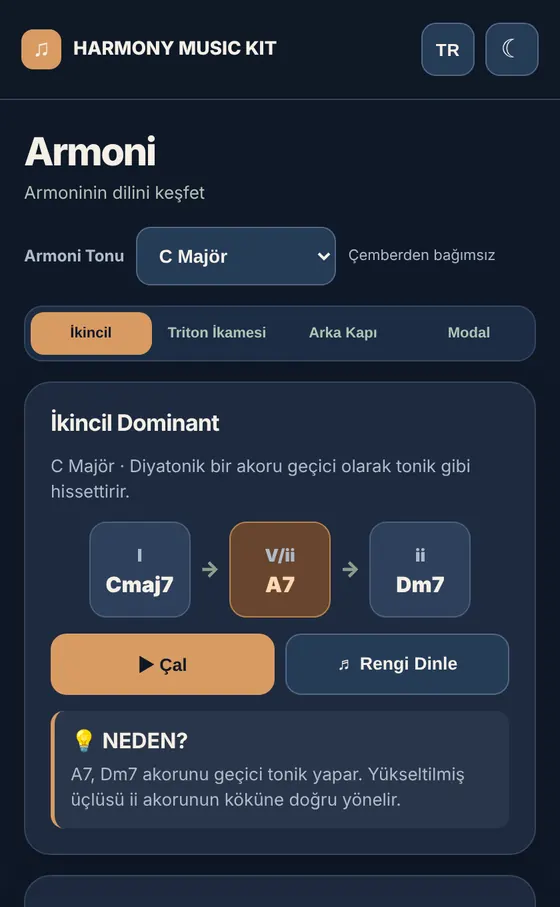 ♫ HARMONY MUSIC KIT TR ☾
Armoni
Armoninin dilini keşfet
Armoni Tonu C Majör Çemberden bağımsız
İkincil Triton İkamesi Arka Kapı Modal
İkincil Dominant
C Majör · Diyatonik bir akoru geçici olarak tonik gibi
hissettirir.
I → V/ii → ii
Cmaj7 A7 Dm7
▶ Çal ♬ Rengi Dinle
💡 NEDEN?
A7, Dm7 akorunu geçici tonik yapar. Yükseltilmiş
üçlüsü ii akorunun köküne doğru yönelir.